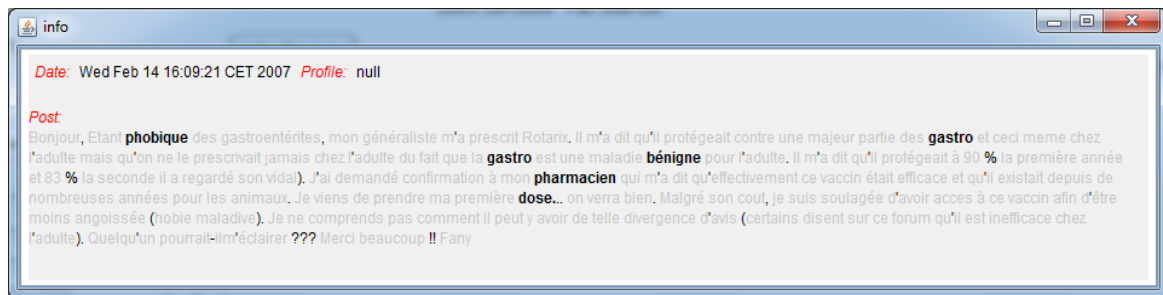 info
Date: Wed Feb 14 16:09:21 CET 2007 Profile: null
Post:
Bonjour, Etant phobique des gastroentérites, mon généraliste m'a prescrit Rotarix. Il m'a dit qu'il protégeait contre une majeur partie des gastro et ceci meme chez
l'adulte mais qu'on ne le prescrivait jamais chez l'adulte du fait que la gastro est une maladie bénigne pour l'adulte. Il m'a dit qu'il protégeait à 90 % la première année
et 83 % la seconde il a regardé son vidal). J'ai demandé confirmation à mon pharmacien qui m'a dit qu'effectivement ce vaccin était efficace et qu'il existait depuis de
nombreuses années pour les animaux. Je viens de prendre ma première dose... on verra bien. Malgré son cout, je suis soulagée d'avoir acces à ce vaccin afin d'être
moins angoissée (hobie maladive). Je ne comprends pas comment il peut y avoir de telle divergence d'avis (certains disent sur ce forum qu'il est inefficace chez
l'adulte). Quelqu'un pourrait-ilm'éclairer ??? Merci beaucoup !! Fany